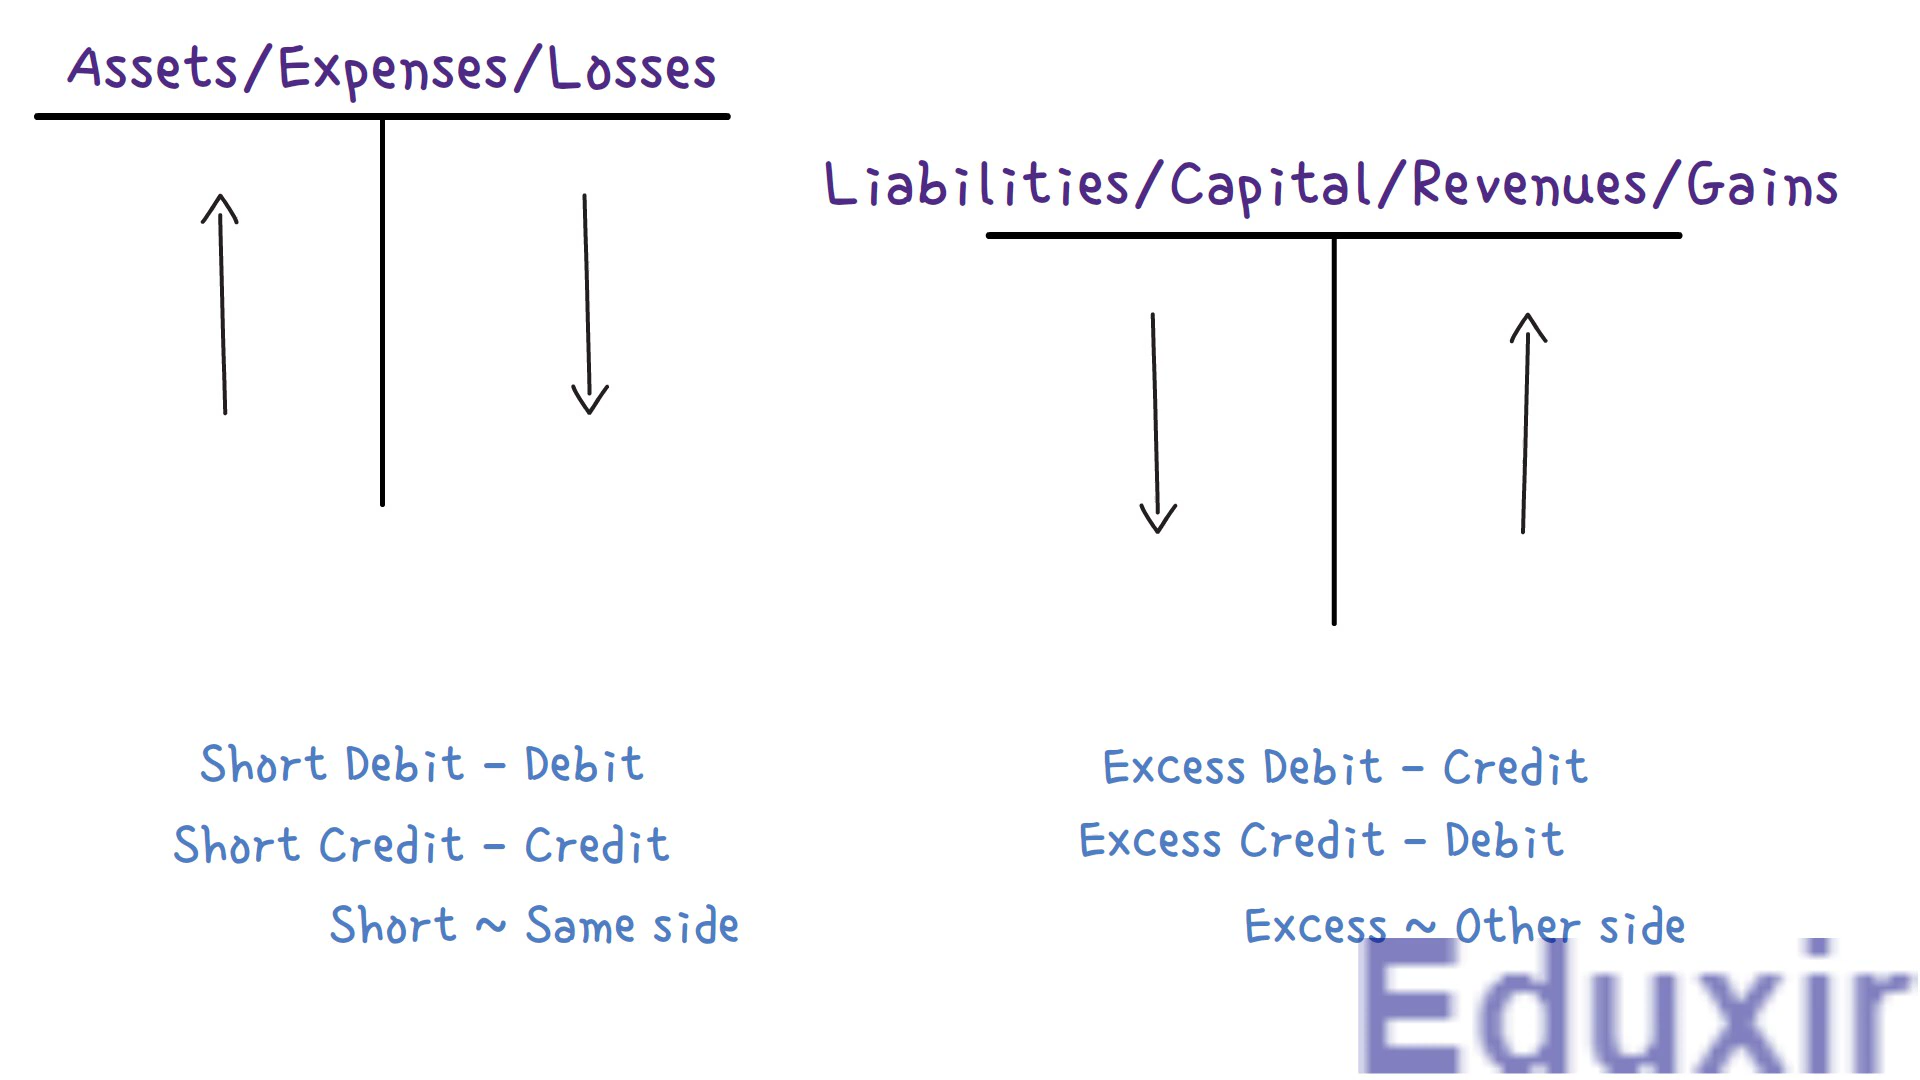 Assets/Expenses/Losses
Liabilities/Capital/Revenues/Gains
Short Debit - Debit
Short Credit - Credit
Short ~ Same side
Excess Debit - Credit
Excess Credit - Debit
Excess ~ Other side
Eduxir